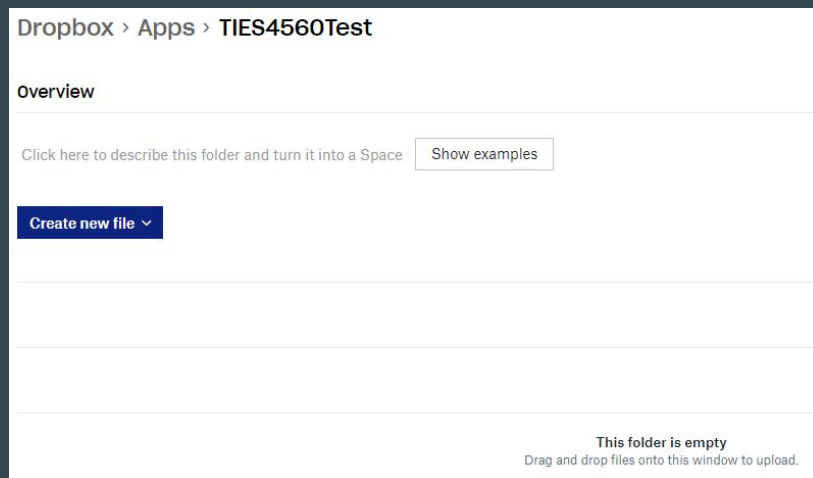 Dropbox > Apps > TIES4560Test
Overview
Click here to describe this folder and turn it into a Space Show examples
Create new file
This folder is empty
Drag and drop files onto this window to upload.